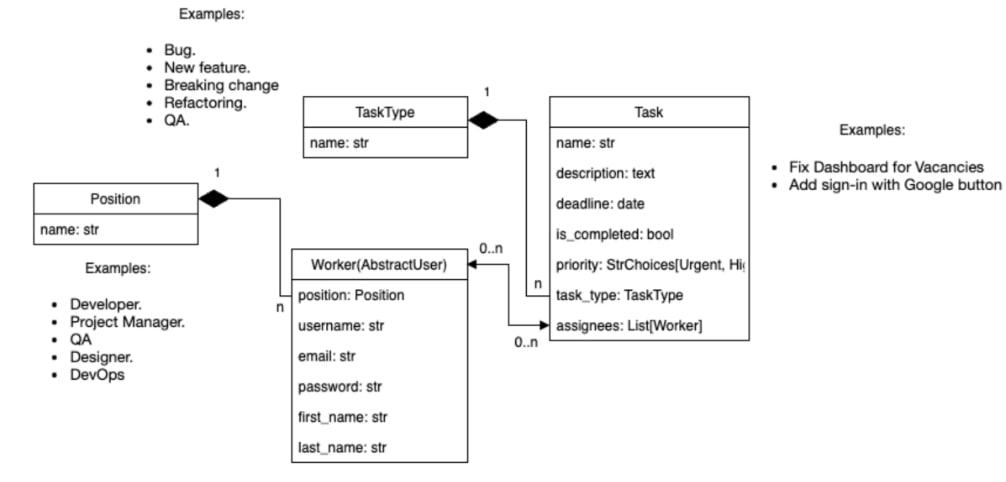 Examples:
• Bug.
• New feature.
• Breaking change
• Refactoring.
• QA.
1
TaskType
name: str
Task
name: str
description: text
deadline: date
is_completed: bool
priority: StrChoices[Urgent, Hi
task_type: TaskType
assignees: List[Worker]
Examples:
• Fix Dashboard for Vacancies
• Add sign-in with Google button
1
Position
name: str
Examples:
• Developer.
• Project Manager.
• QA
• Designer.
• DevOps
n
Worker(AbstractUser)
position: Position
username: str
email: str
password: str
first_name: str
last_name: str
0..n
n
0..n